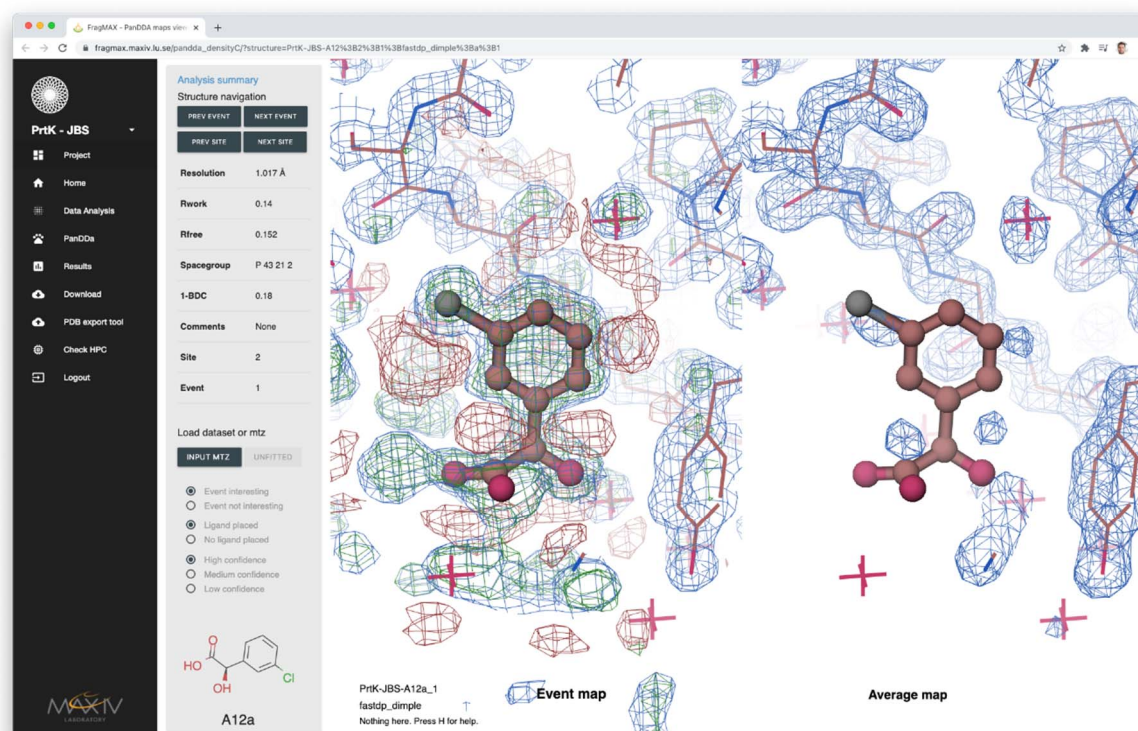 FragMAX - PanDDA maps view
fragmax.maxiv.lu.se/pandda_densityC/?structure=PrtK-JBS-A12%3B2%3B1%3Bfastdp_dimple%3Ba%3B1
PrtK - JBS
Project
Home
Data Analysis
PanDDa
Results
Download
PDB export tool
Check HPC
Logout
MAXIV
LABORATORY
Analysis summary
Structure navigation
PREV EVENT NEXT EVENT
PREV SITE NEXT SITE
Resolution 1.017 Å
Rwork 0.14
Rfree 0.152
Spacegroup P 43 21 2
1-BDC 0.18
Comments None
Site 2
Event 1
Load dataset or mtz
INPUT MTZ UNFITTED
Event interesting
Event not interesting
Ligand placed
No ligand placed
High confidence
Medium confidence
Low confidence
O
HO
OH
Cl
A12a
PrtK-JBS-A12a_1
fastdp_dimple
Nothing here. Press H for help.
Event map
Average map